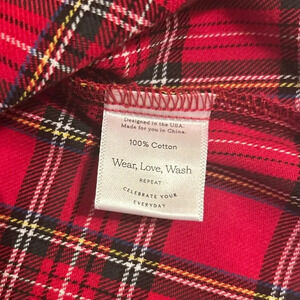 Designed in the USA.
Made for you in China.
100% Cotton
Wear, Love, Wash
REPEAT
CELEBRATE YOUR
EVERYDAY